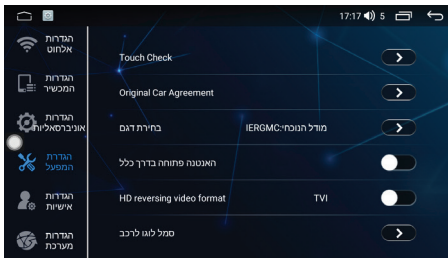 17:17 5
הגדרות
אלחוט
הגדרות
המכשיר
הגדרות
אוניברסאליות
הגדרת
המפעל
הגדרות
אישיות
הגדרות
מערכת
Touch Check
Original Car Agreement
בחירת דגם
מודל הנוכחי:IERGMC
האנטנה פתוחה בדרך כלל
HD reversing video format
TVI
סמל לוגו לרכב